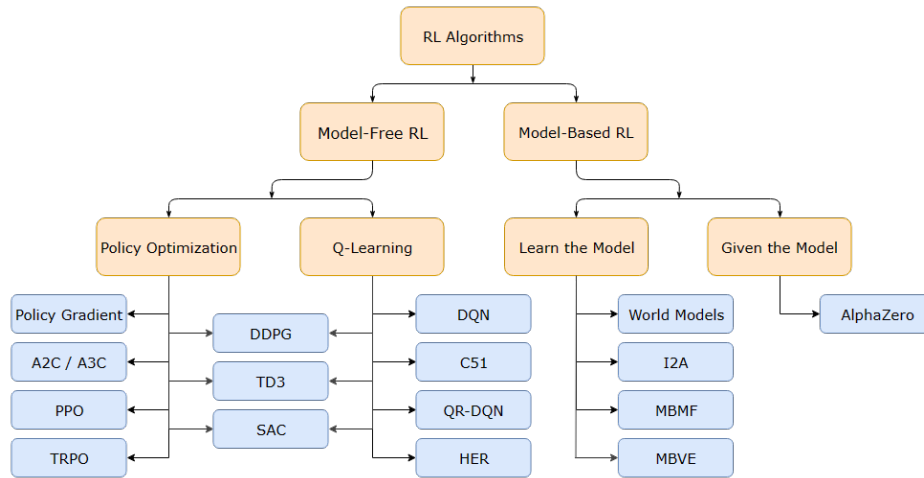 RL Algorithms
Model-Free RL
Model-Based RL
Policy Optimization
Q-Learning
Learn the Model
Given the Model
Policy Gradient
A2C / A3C
PPO
TRPO
DDPG
TD3
SAC
DQN
C51
QR-DQN
HER
World Models
I2A
MBMF
MBVE
AlphaZero